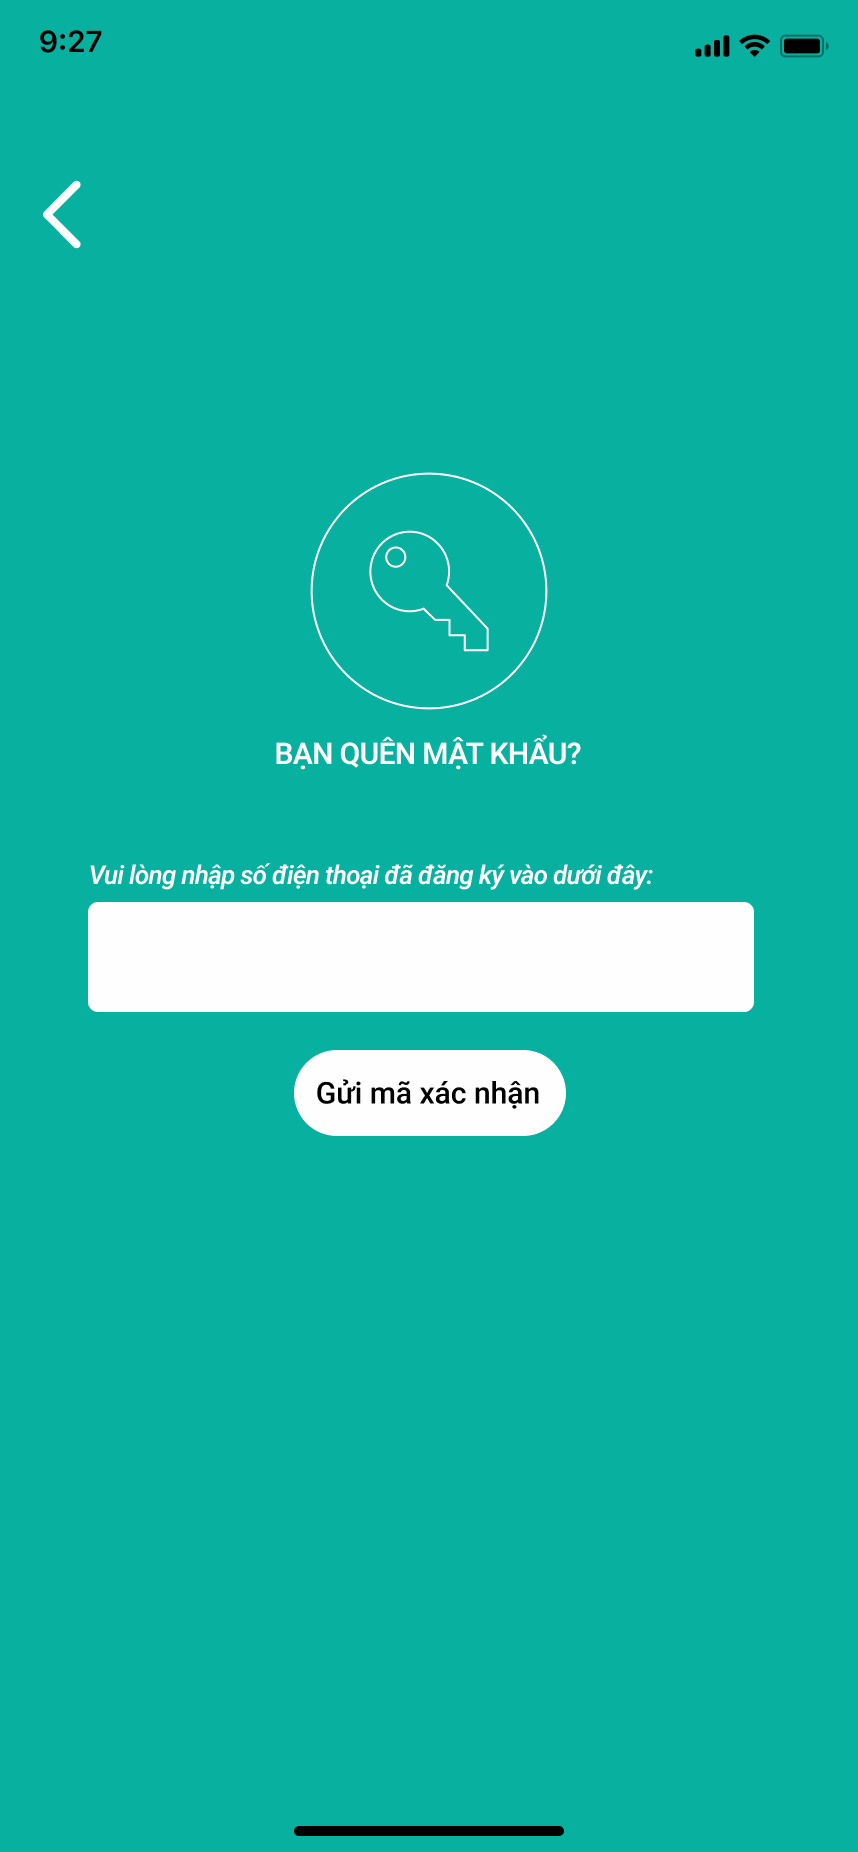 9:27
BẠN QUÊN MẬT KHẨU?
Vui lòng nhập số điện thoại đã đăng ký vào dưới đây:
Gửi mã xác nhận